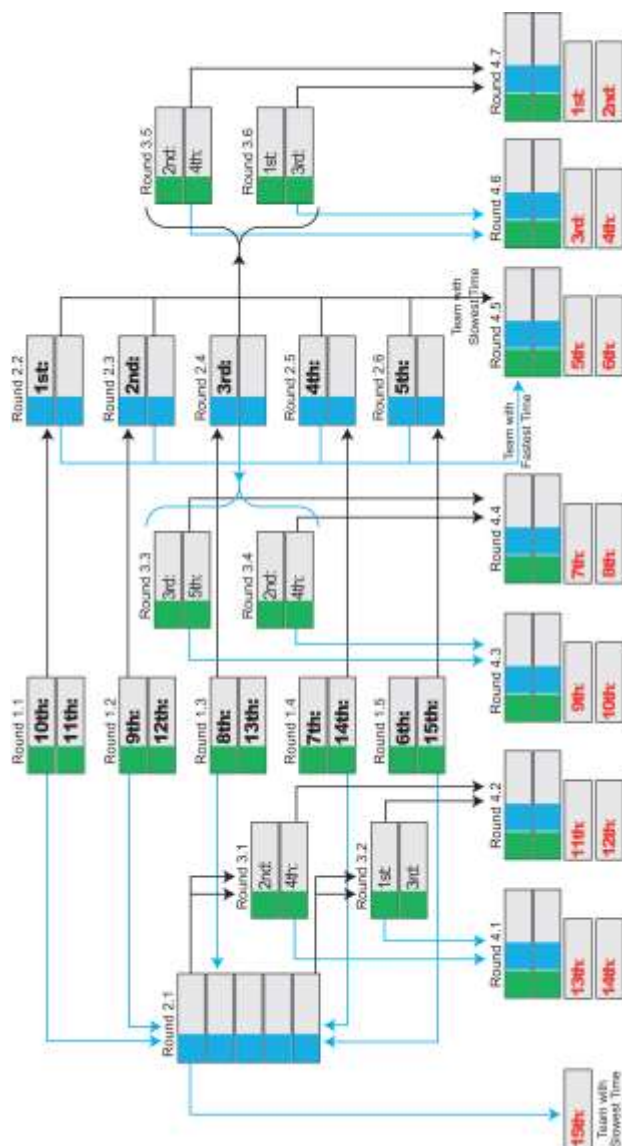 Round 1.1
10th:
11th:
Round 1.2
9th:
12th:
Round 1.3
8th:
13th:
Round 1.4
7th:
14th:
Round 1.5
6th:
15th:
Round 2.1
Round 2.2
1st:
Round 2.3
2nd:
Round 2.4
3rd:
Round 2.5
4th:
Round 2.6
5th:
Round 3.1
2nd:
4th:
Round 3.2
1st:
3rd:
Round 3.3
3rd:
5th:
Round 3.4
2nd:
4th:
Round 3.5
2nd:
4th:
Round 3.6
1st:
3rd:
Team with
Slowest Time
Team with
Fastest Time
Round 4.7
1st:
2nd:
Round 4.6
3rd:
4th:
Round 4.5
5th:
6th:
Round 4.4
7th:
8th:
Round 4.3
9th:
10th:
Round 4.2
11th:
12th:
Round 4.1
13th:
14th:
15th:
Team with
Slowest Time